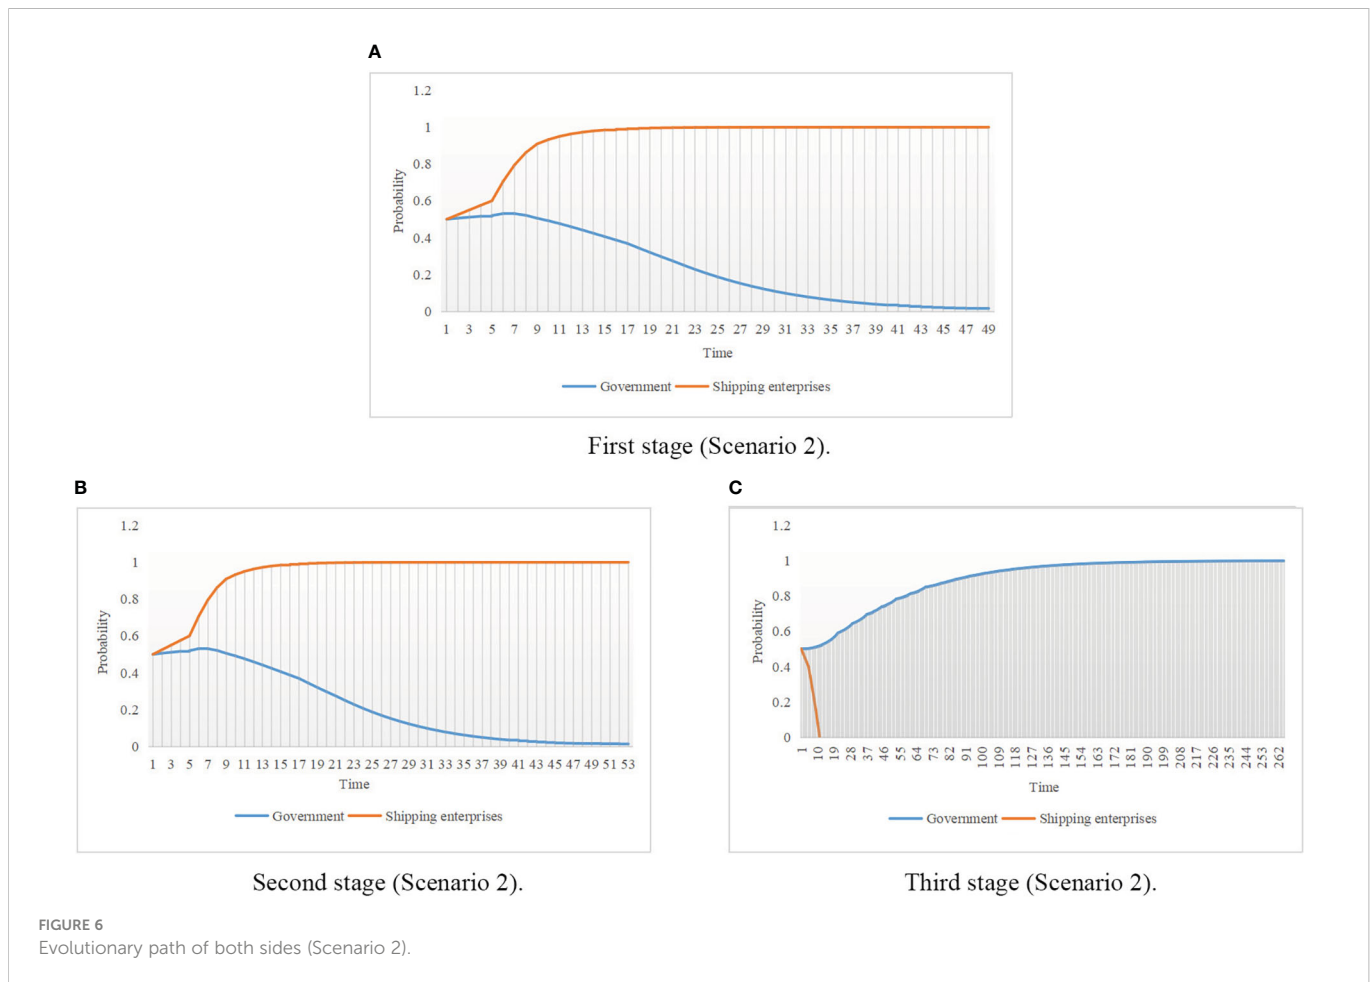 A
1.2
1
0.8
0.6
0.4
0.2
0
Probability
1 3 5 7 9 11 13 15 17 19 21 23 25 27 29 31 33 35 37 39 41 43 45 47 49
Time
Government Shipping enterprises
First stage (Scenario 2).
B
1.2
1
0.8
0.6
0.4
0.2
0
Probability
1 3 5 7 9 11 13 15 17 19 21 23 25 27 29 31 33 35 37 39 41 43 45 47 49 51 53
Time
Government Shipping enterprises
Second stage (Scenario 2).
C
1.2
1
0.8
0.6
0.4
0.2
0
Probability
1 10 19 28 37 46 55 64 73 82 91 100 109 118 127 136 145 154 163 172 181 190 199 208 217 226 235 244 253 262
Time
Government Shipping enterprises
Third stage (Scenario 2).
FIGURE 6
Evolutionary path of both sides (Scenario 2).